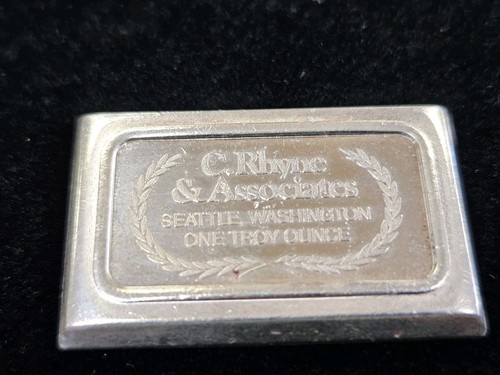 C. Rhyne
& Associates
SEATTLE, WASHINGTON
ONE TROY OUNCE